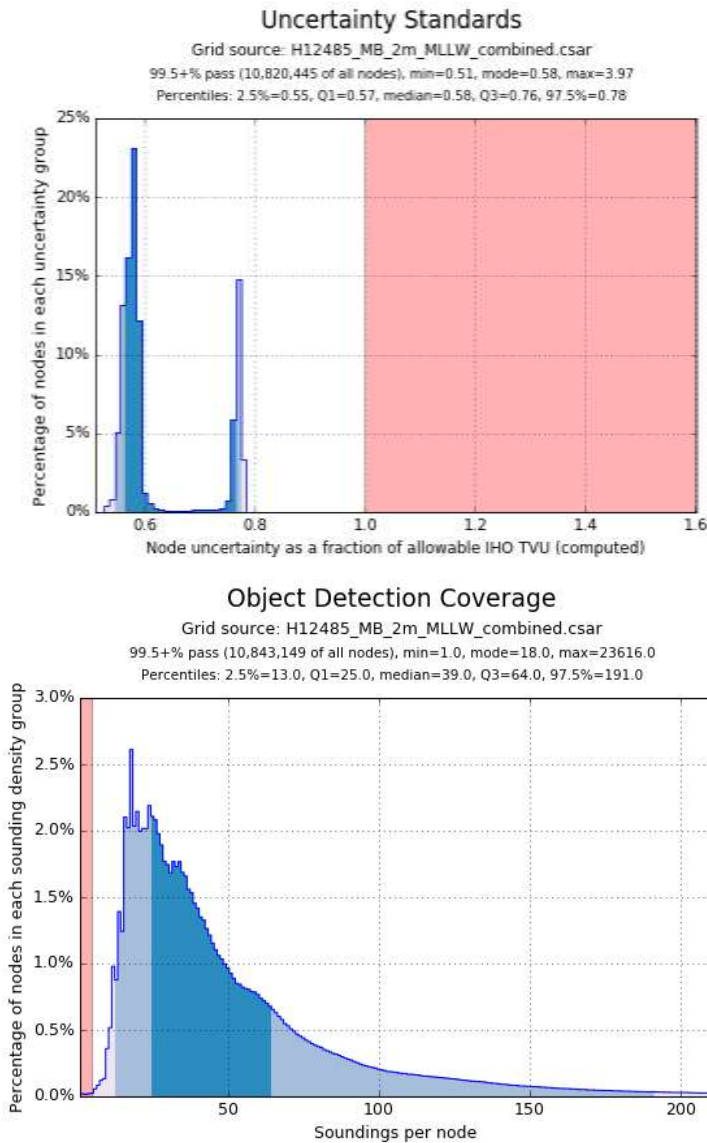 Uncertainty Standards
Grid source: H12485_MB_2m_MLLW_combined.csar
99.5+% pass (10,820,445 of all nodes), min=0.51, mode=0.58, max=3.97
Percentiles: 2.5%=0.55, Q1=0.57, median=0.58, Q3=0.76, 97.5%=0.78
Percentage of nodes in each uncertainty group
25%
20%
15%
10%
5%
0%
0.6 0.8 1.0 1.2 1.4 1.6
Node uncertainty as a fraction of allowable IHO TVU (computed)
Object Detection Coverage
Grid source: H12485_MB_2m_MLLW_combined.csar
99.5+% pass (10,843,149 of all nodes), min=1.0, mode=18.0, max=23616.0
Percentiles: 2.5%=13.0, Q1=25.0, median=39.0, Q3=64.0, 97.5%=191.0
Percentage of nodes in each sounding density group
3.0%
2.5%
2.0%
1.5%
1.0%
0.5%
0.0%
50 100 150 200
Soundings per node